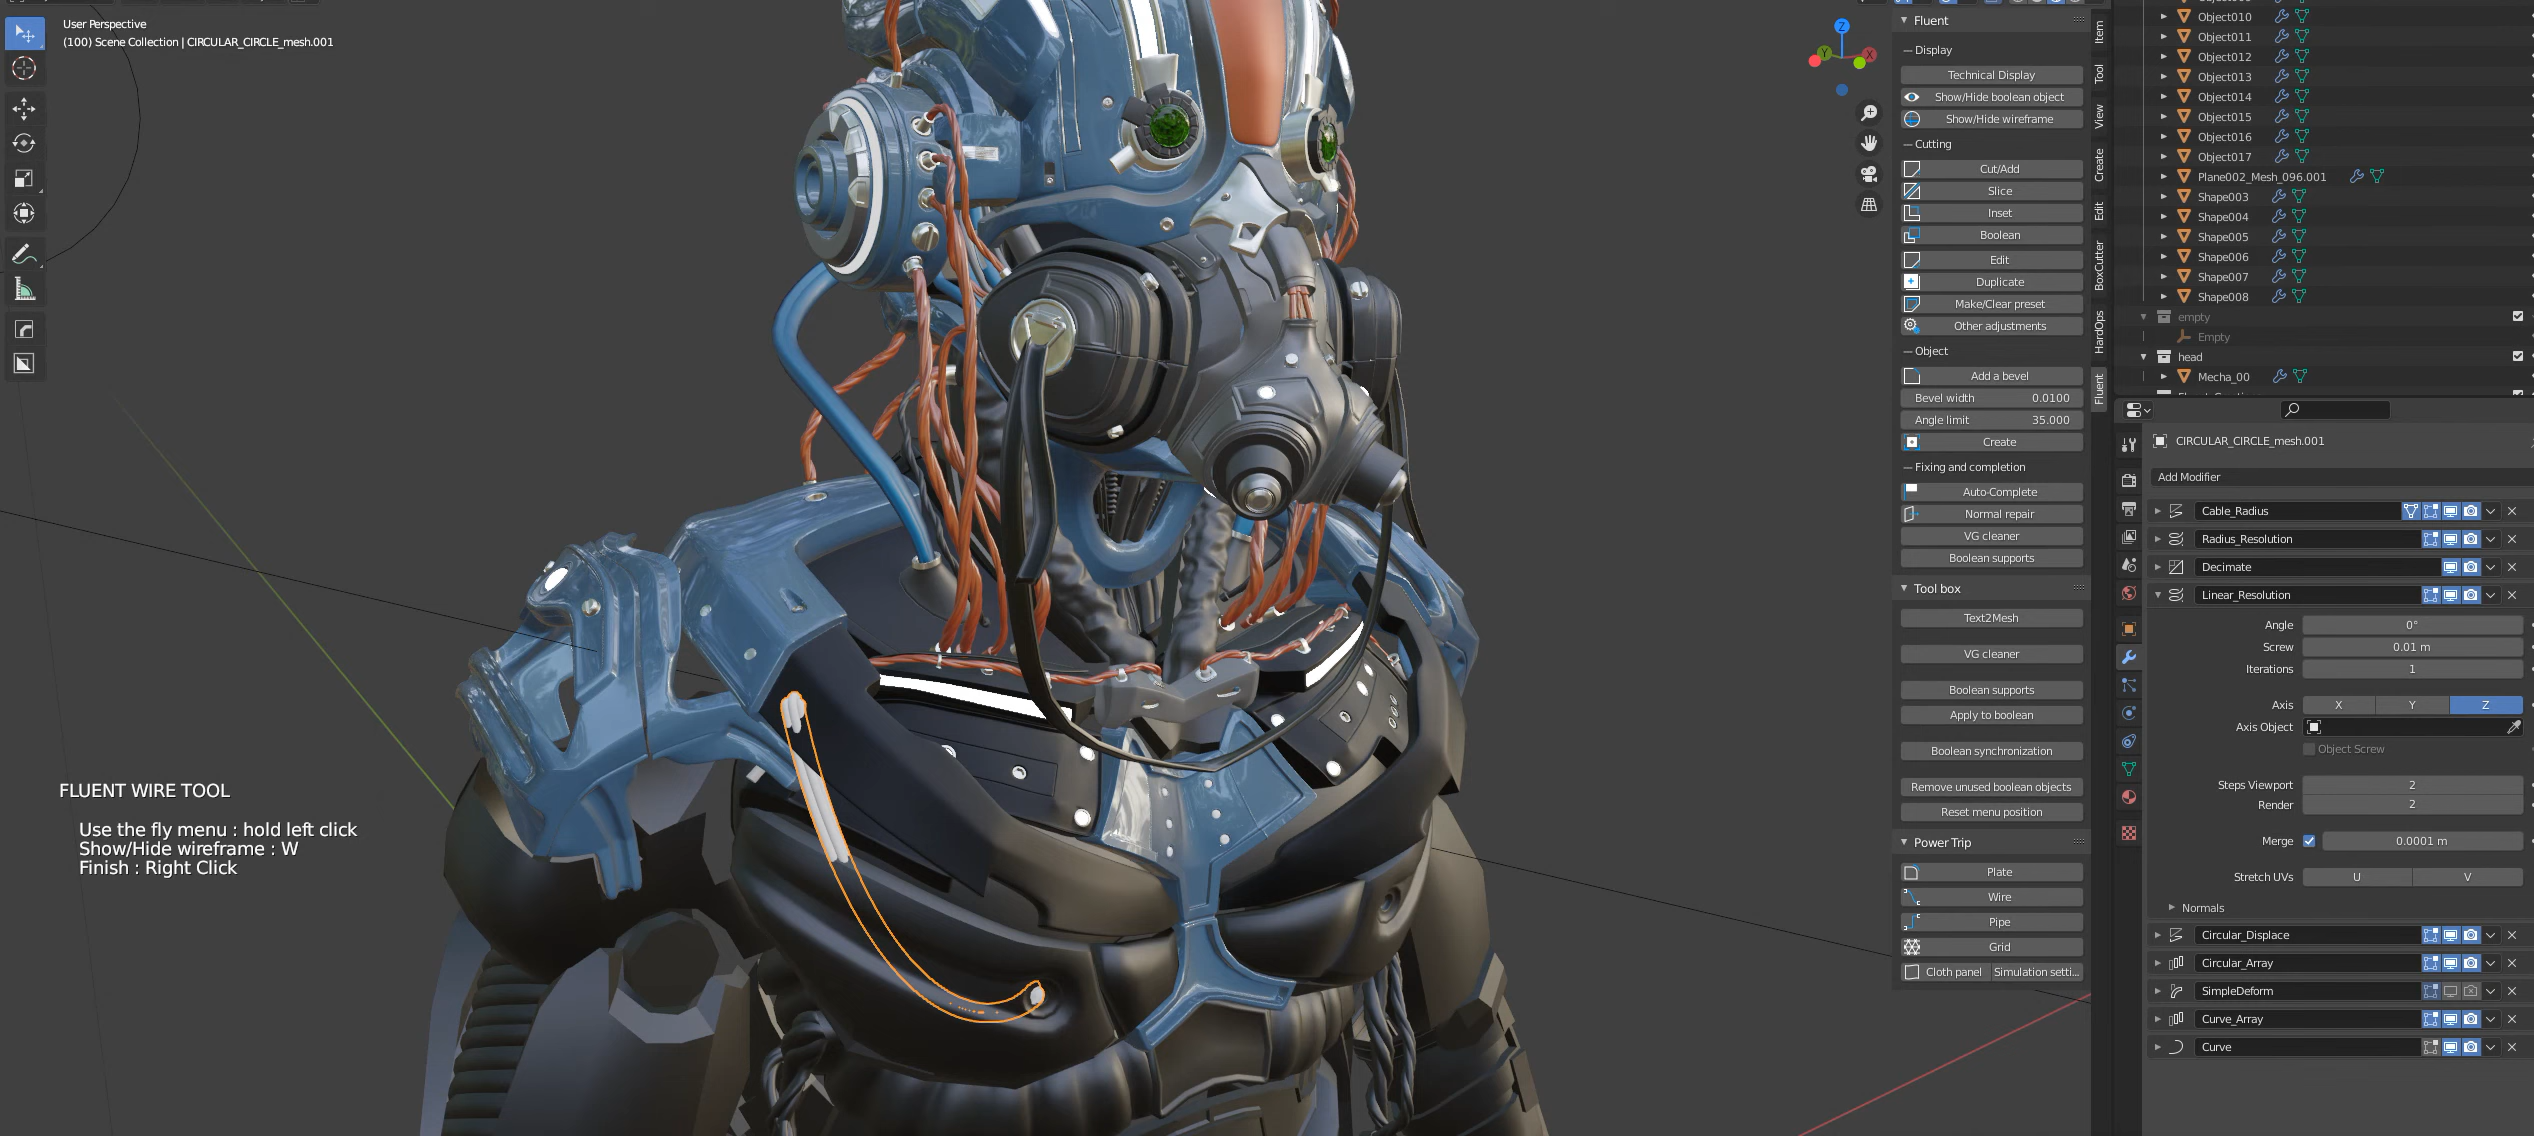 User Perspective
(100) Scene Collection | CIRCULAR_CIRCLE_mesh.001
FLUENT WIRE TOOL
Use the fly menu : hold left click
Show/Hide wireframe : W
Finish : Right Click
Z
Y
X
Fluent
Display
Technical Display
Show/Hide boolean object
Show/Hide wireframe
Cutting
Cut/Add
Slice
Inset
Boolean
Edit
Duplicate
Make/Clear preset
Other adjustments
Object
Add a bevel
Bevel width 0.0100
Angle limit 35.000
Create
Fixing and completion
Auto-Complete
Normal repair
VG cleaner
Boolean supports
Tool box
Text2Mesh
VG cleaner
Boolean supports
Apply to boolean
Boolean synchronization
Remove unused boolean objects
Reset menu position
Power Trip
Plate
Wire
Pipe
Grid
Cloth panel Simulation setti...
Item
Tool
View
Create
Edit
BoxCutter
HardOps
Fluent
Object010
Object011
Object012
Object013
Object014
Object015
Object016
Object017
Plane002_Mesh_096.001
Shape003
Shape004
Shape005
Shape006
Shape007
Shape008
empty
Empty
head
Mecha_00
CIRCULAR_CIRCLE_mesh.001
Add Modifier
Cable_Radius
Radius_Resolution
Decimate
Linear_Resolution
Angle 0°
Screw 0.01 m
Iterations 1
Axis X Y Z
Axis Object
Object Screw
Steps Viewport 2
Render 2
Merge 0.0001 m
Stretch UVs U V
Normals
Circular_Displace
Circular_Array
SimpleDeform
Curve_Array
Curve